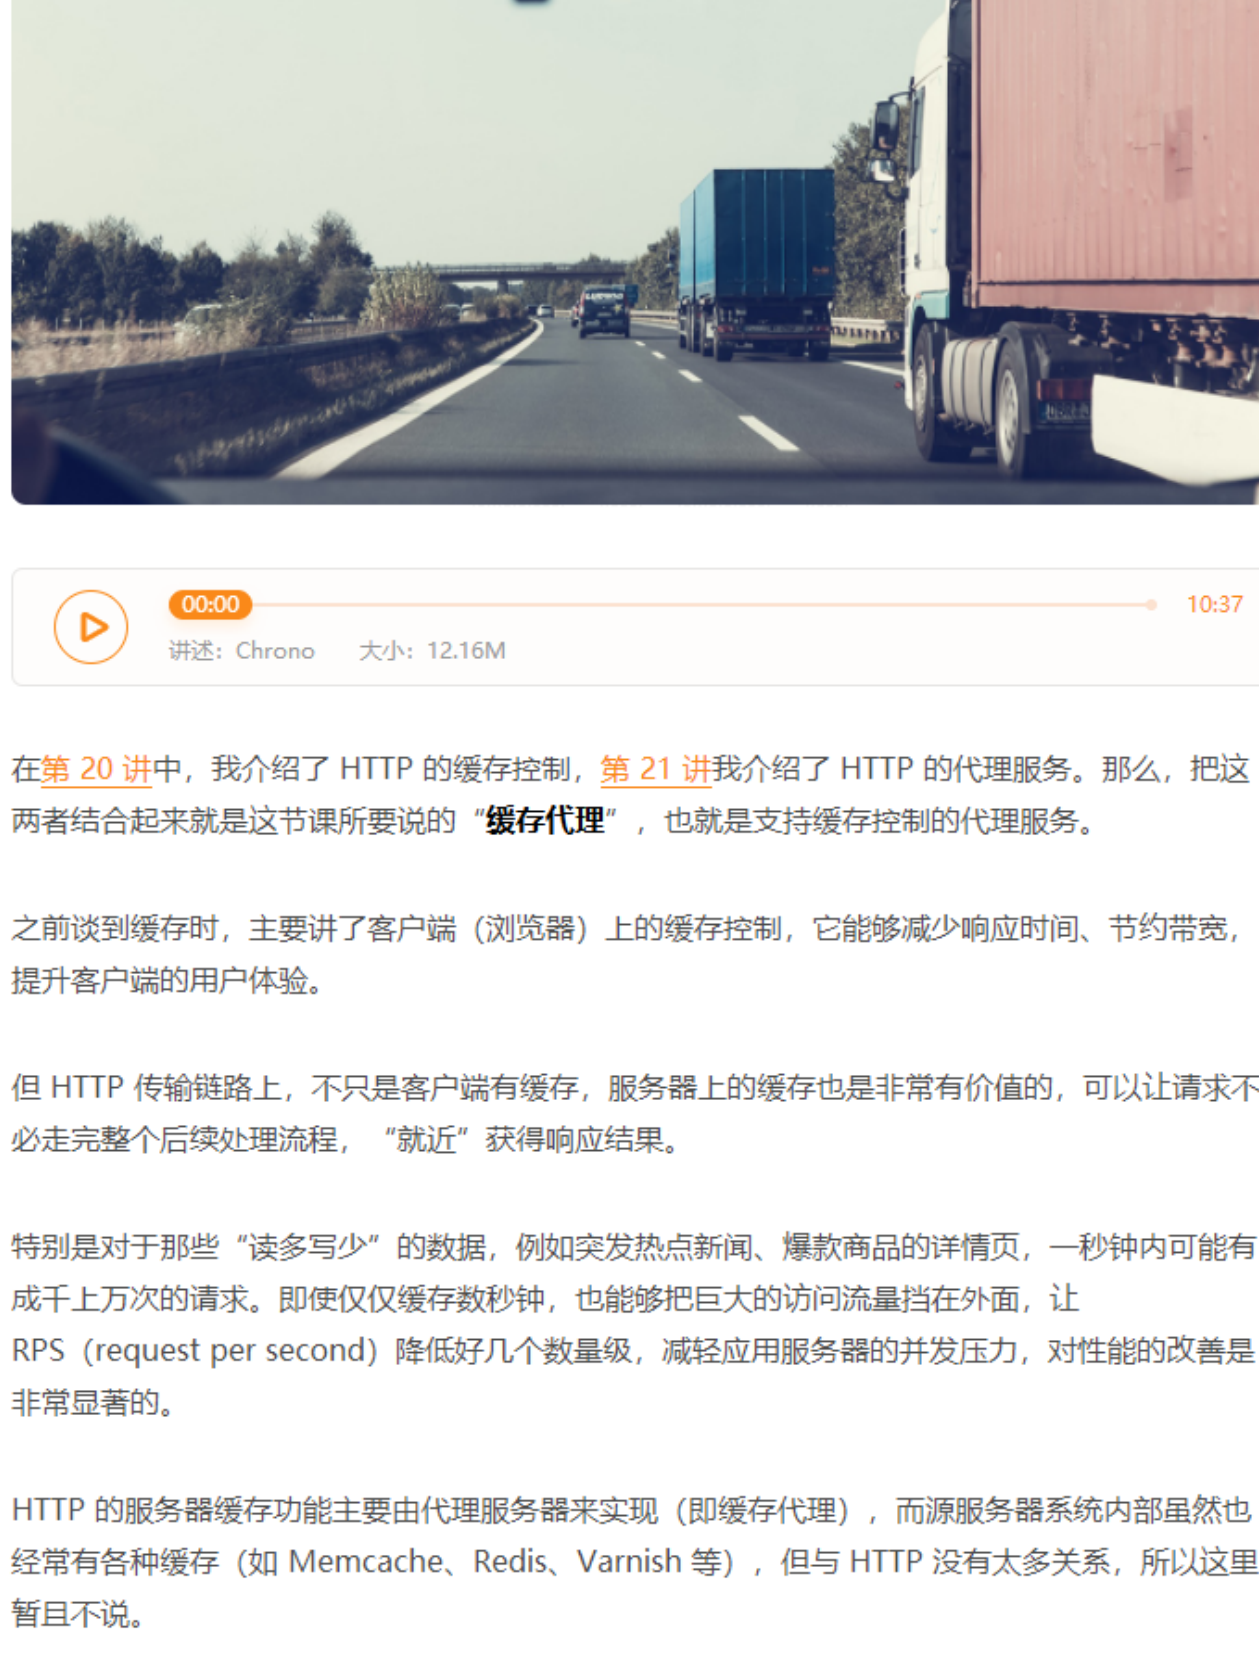 00:00
10:37
讲述：Chrono 大小：12.16M
在第 20 讲中，我介绍了 HTTP 的缓存控制，第 21 讲我介绍了 HTTP 的代理服务。那么，把这
两者结合起来就是这节课所要说的“缓存代理”，也就是支持缓存控制的代理服务。
之前谈到缓存时，主要讲了客户端（浏览器）上的缓存控制，它能够减少响应时间、节约带宽，
提升客户端的用户体验。
但 HTTP 传输链路上，不只是客户端有缓存，服务器上的缓存也是非常有价值的，可以让请求不
必走完整个后续处理流程，“就近”获得响应结果。
特别是对于那些“读多写少”的数据，例如突发热点新闻、爆款商品的详情页，一秒钟内可能有
成千上万次的请求。即使仅仅缓存数秒钟，也能够把巨大的访问流量挡在外面，让
RPS（request per second）降低好几个数量级，减轻应用服务器的并发压力，对性能的改善是
非常显著的。
HTTP 的服务器缓存功能主要由代理服务器来实现（即缓存代理），而源服务器系统内部虽然也
经常有各种缓存（如 Memcache、Redis、Varnish 等），但与 HTTP 没有太多关系，所以这里
暂且不说。